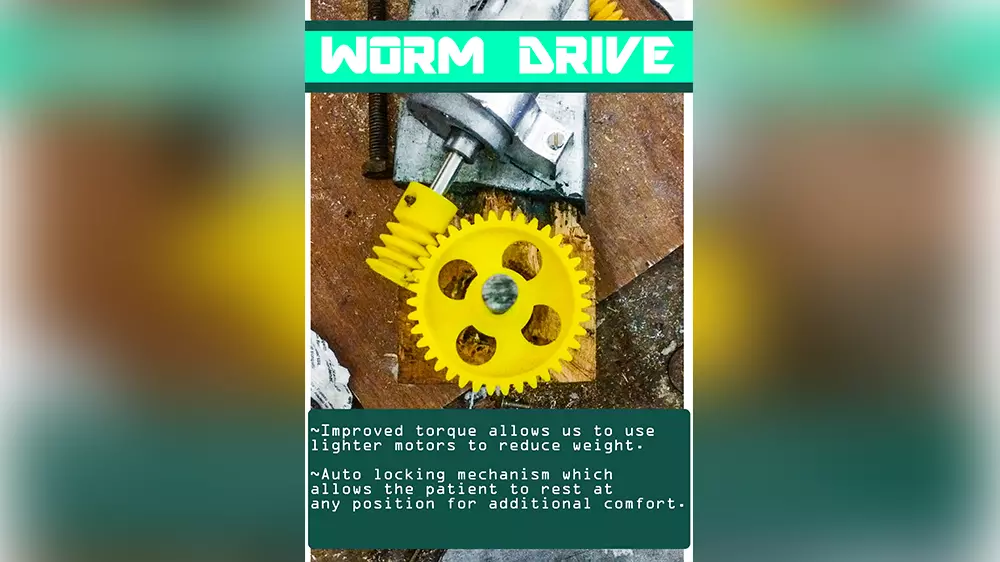 WORM DRIVE
~Improved torque allows us to use
lighter motors to reduce weight.
~Auto locking mechanism which
allows the patient to rest at
any position for additional comfort.